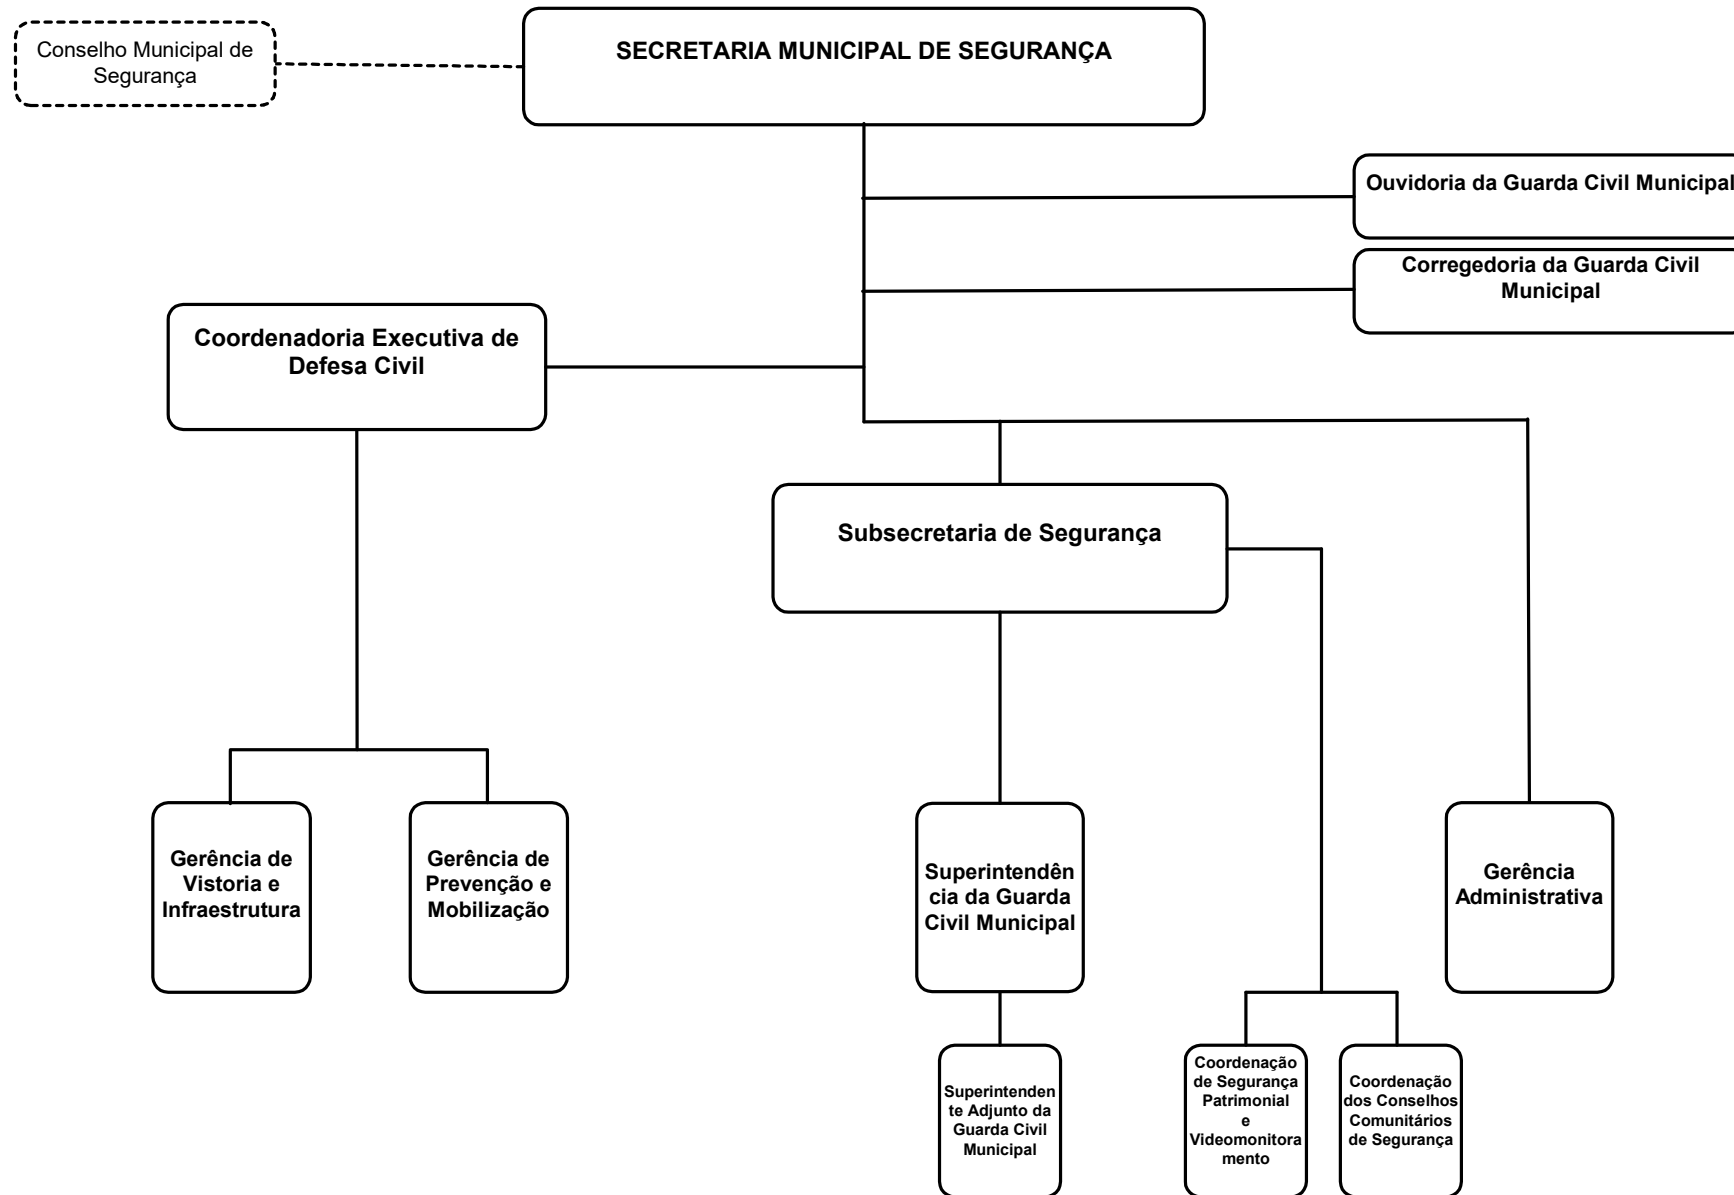 Conselho Municipal de
Segurança
SECRETARIA MUNICIPAL DE SEGURANÇA
Ouvidoria da Guarda Civil Municipal
Corregedoria da Guarda Civil
Municipal
Coordenadoria Executiva de
Defesa Civil
Subsecretaria de Segurança
Gerência de
Vistoria e
Infraestrutura
Gerência de
Prevenção e
Mobilização
Superintendên
cia da Guarda
Civil Municipal
Gerência
Administrativa
Superintenden
te Adjunto da
Guarda Civil
Municipal
Coordenação
de Segurança
Patrimonial
e
Videomonitora
mento
Coordenação
dos Conselhos
Comunitários
de Segurança